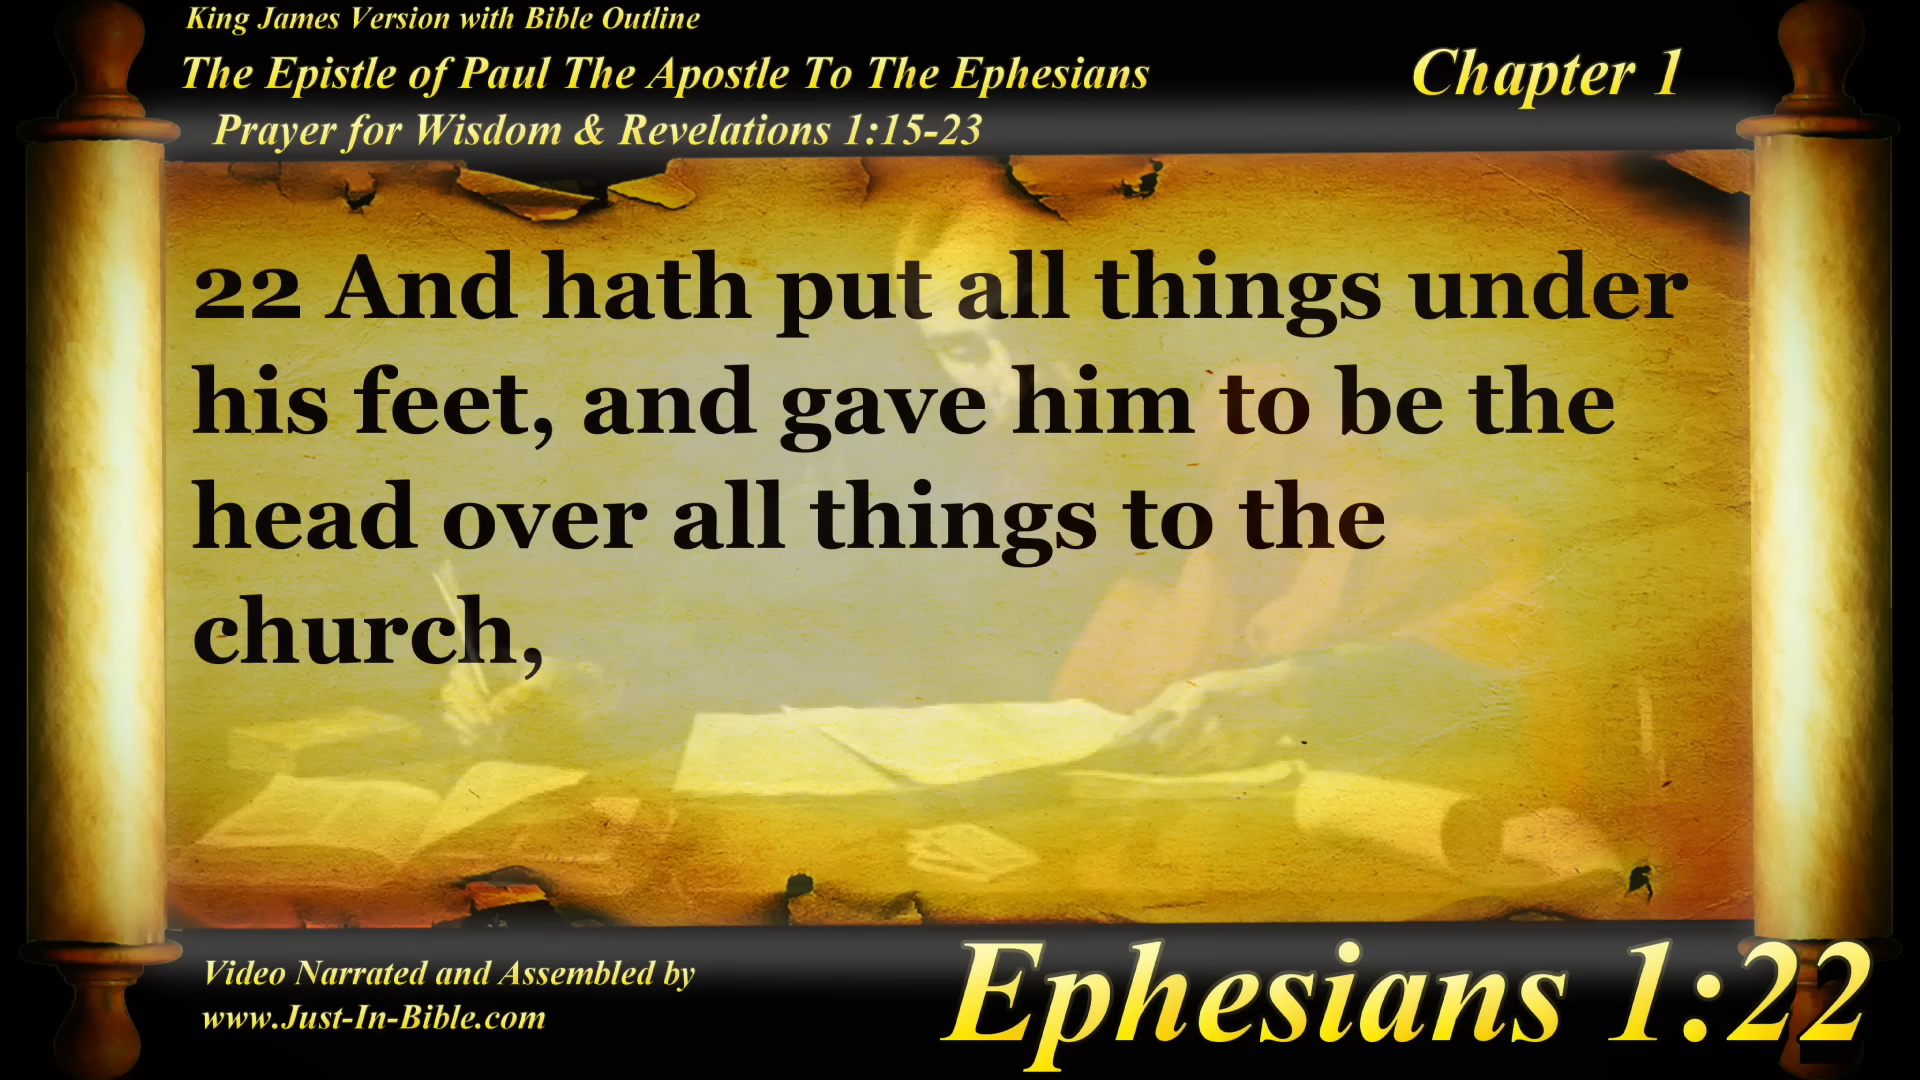 King James Version with Bible Outline
The Epistle of Paul The Apostle To The Ephesians
Chapter 1
Prayer for Wisdom & Revelations 1:15-23
22 And hath put all things under
his feet, and gave him to be the
head over all things to the
church,
Video Narrated and Assembled by
www.Just-In-Bible.com
Ephesians 1:22